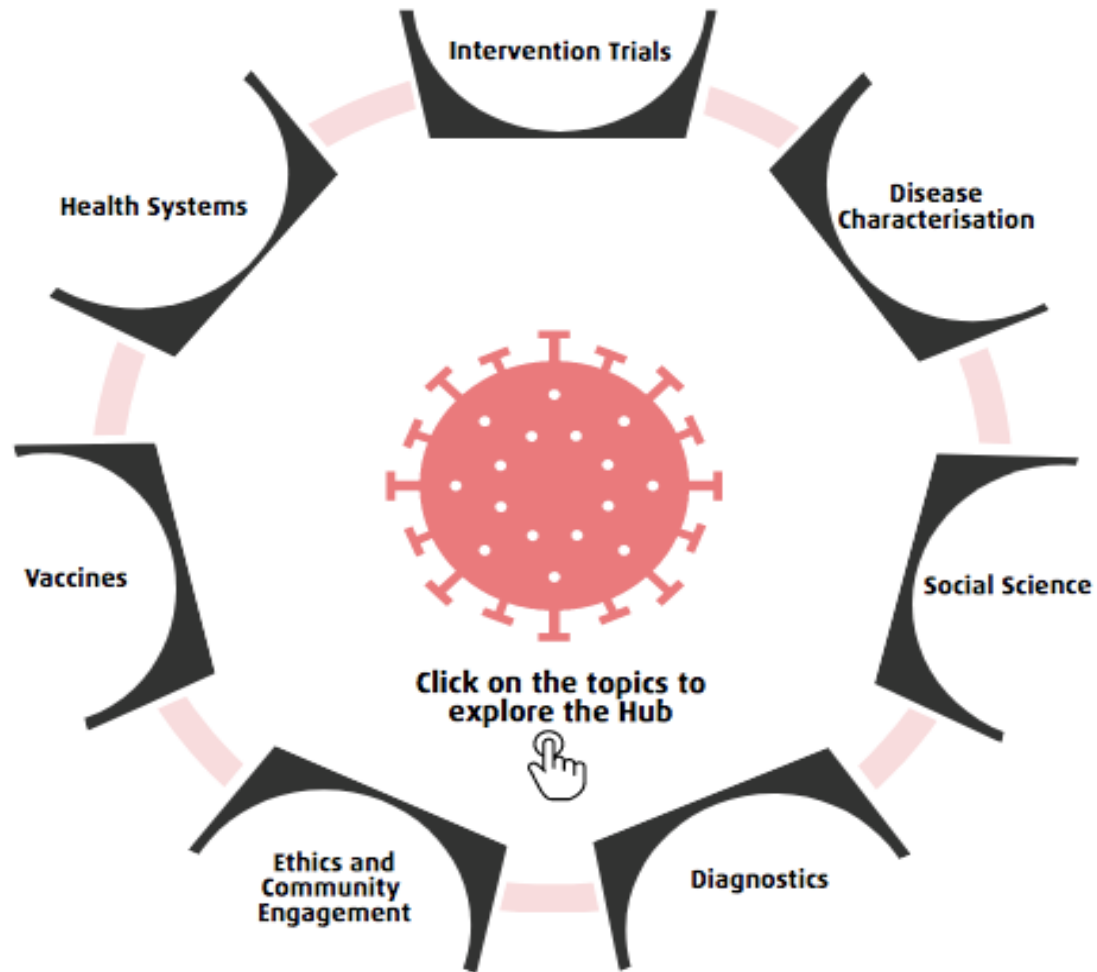 Intervention Trials
Disease
Characterisation
Health Systems
Social Science
Vaccines
Click on the topics to
explore the Hub
Diagnostics
Ethics and
Community
Engagement